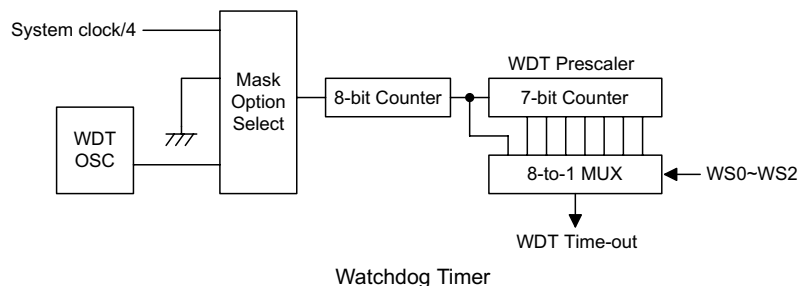 System clock/4
Mask
Option
Select
WDT
OSC
8-bit Counter
WDT Prescaler
7-bit Counter
8-to-1 MUX
WS0~WS2
WDT Time-out
Watchdog Timer